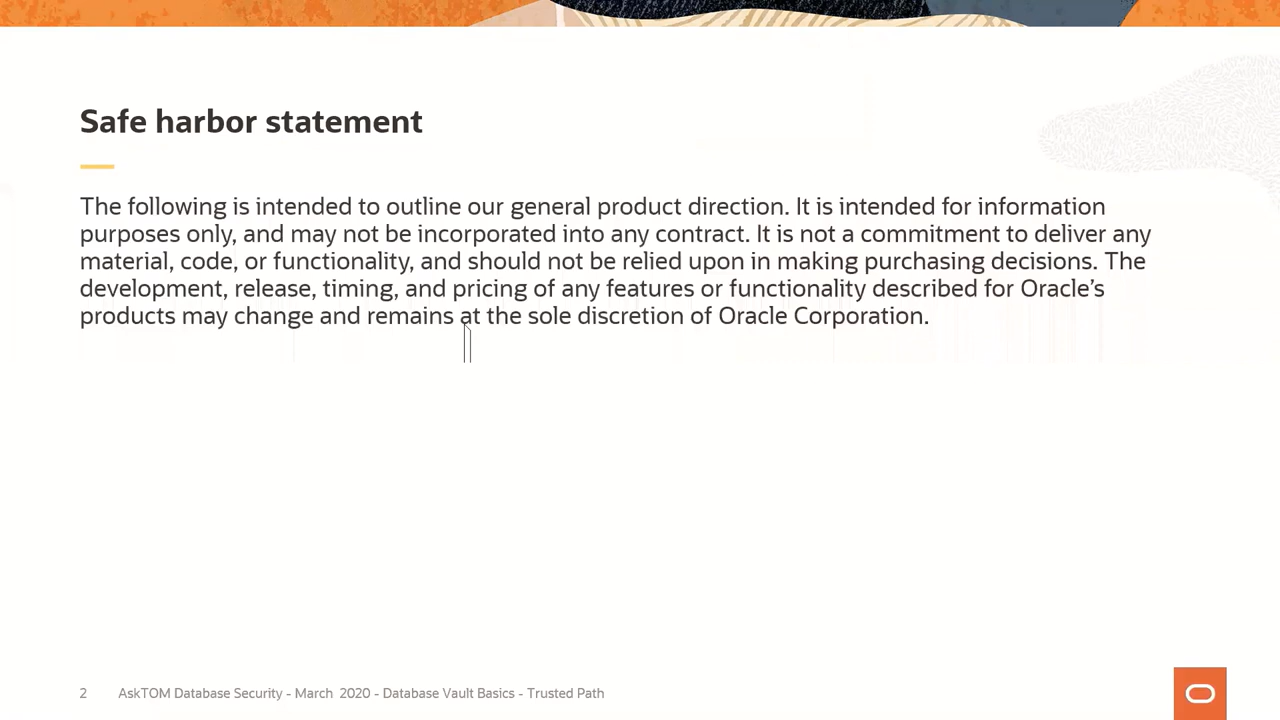 Safe harbor statement
The following is intended to outline our general product direction. It is intended for information
purposes only, and may not be incorporated into any contract. It is not a commitment to deliver any
material, code, or functionality, and should not be relied upon in making purchasing decisions. The
development, release, timing, and pricing of any features or functionality described for Oracle’s
products may change and remains at the sole discretion of Oracle Corporation.
2 AskTOM Database Security - March 2020 - Database Vault Basics - Trusted Path